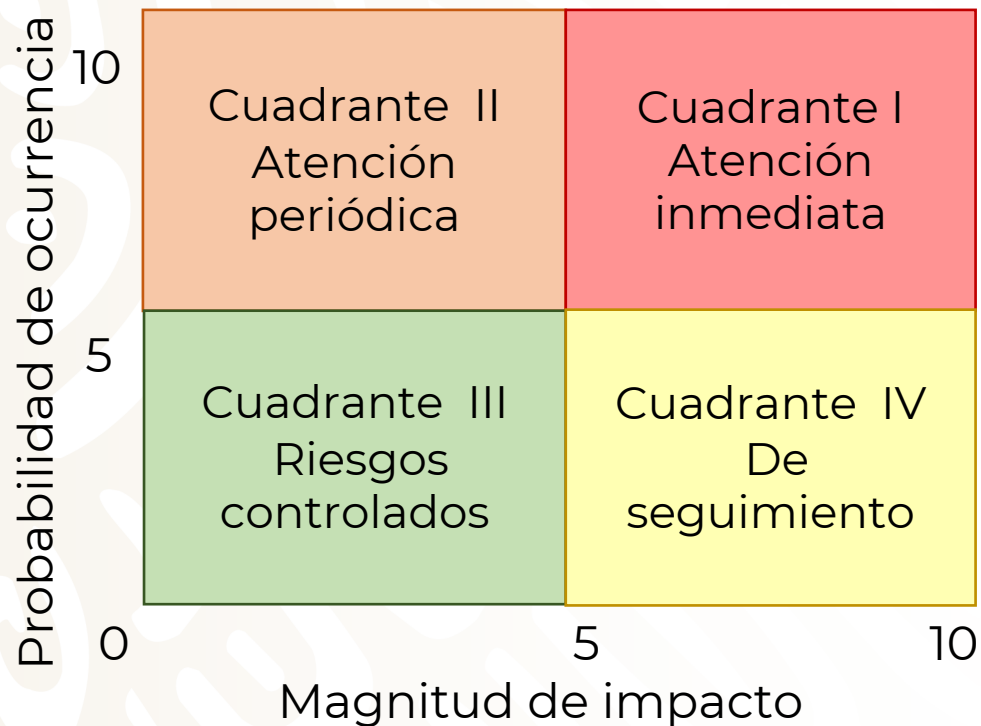 Probabilidad de ocurrencia
10
Cuadrante II
Atención
periódica
Cuadrante I
Atención
inmediata
5
Cuadrante III
Riesgos
controlados
Cuadrante IV
De
seguimiento
0
5
10
Magnitud de impacto